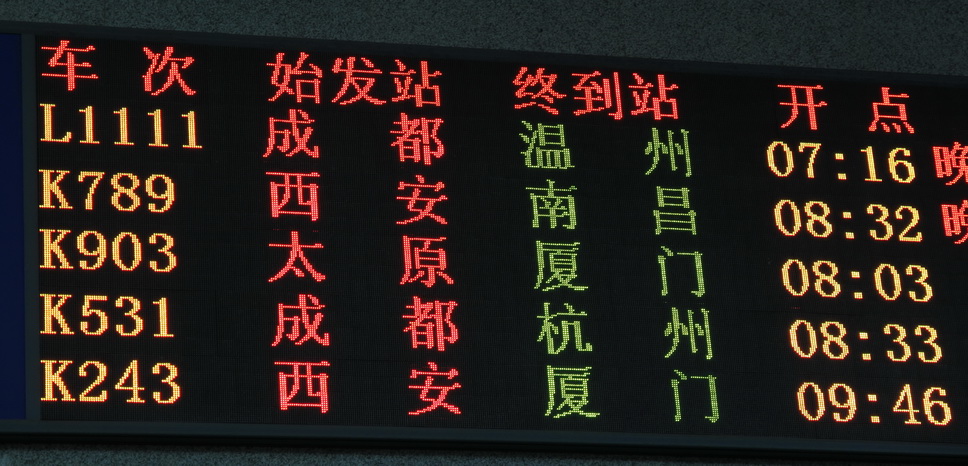 车次 始发站 终到站 开点
L1111 成都 温州 07:16 晚
K789 西安 南昌 08:32 晚
K903 太原 厦门 08:03
K531 成都 杭州 08:33
K243 西安 厦门 09:46